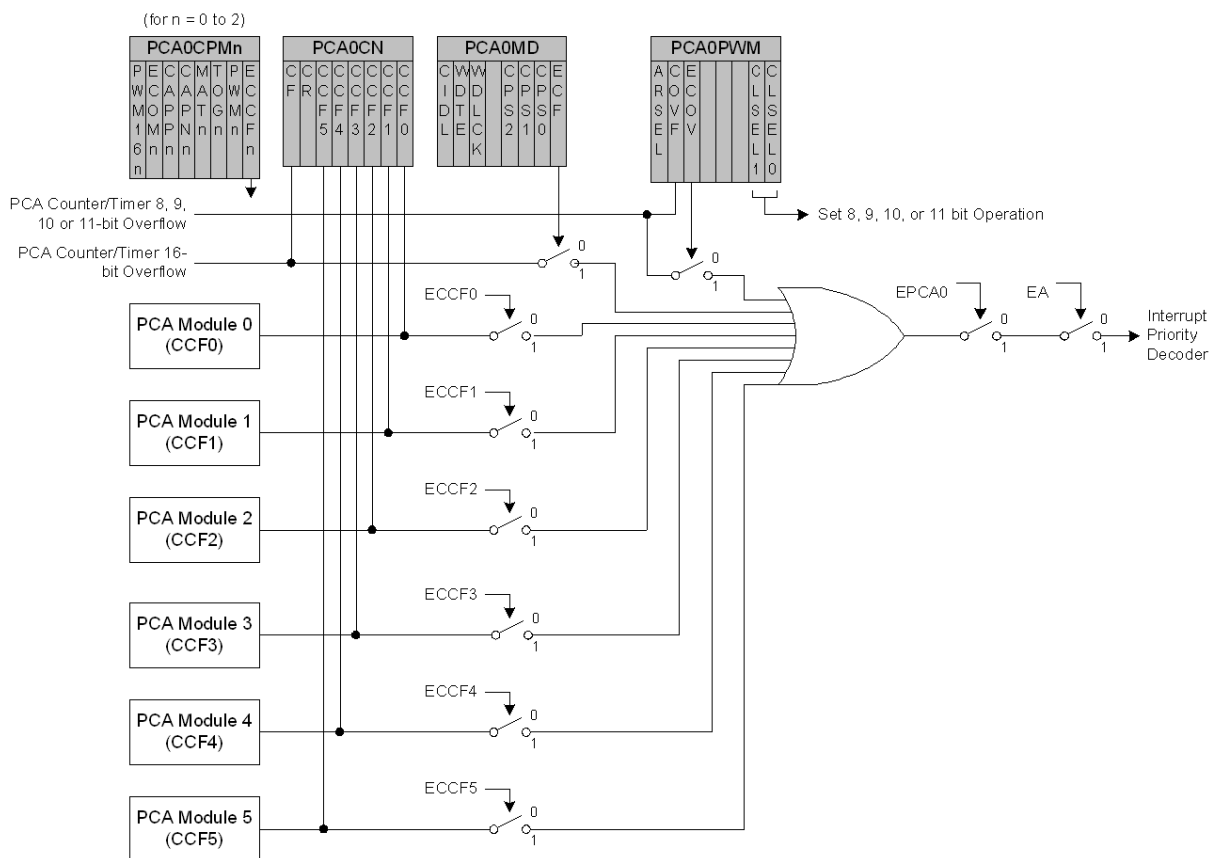 (for n = 0 to 2)
PCA0CPMn
PWM16n
ECOMn
CAPPn
CAPNn
MATn
TOGn
PWMn
ECCFn
PCA0CN
CF
CR
CCF5
CCF4
CCF3
CCF2
CCF1
CCF0
PCA0MD
CIDL
WDTE
WDLCK
CPS2
CPS1
CPS0
ECF
PCA0PWM
ARSEL
COVF
ECOV
CLSEL1
CLSEL0
PCA Counter/Timer 8, 9,
10 or 11-bit Overflow
Set 8, 9, 10, or 11 bit Operation
PCA Counter/Timer 16-
bit Overflow
0
1
0
1
PCA Module 0
(CCF0)
ECCF0
0
1
EPCA0
0
1
EA
0
1
Interrupt
Priority
Decoder
PCA Module 1
(CCF1)
ECCF1
0
1
PCA Module 2
(CCF2)
ECCF2
0
1
PCA Module 3
(CCF3)
ECCF3
0
1
PCA Module 4
(CCF4)
ECCF4
0
1
PCA Module 5
(CCF5)
ECCF5
0
1